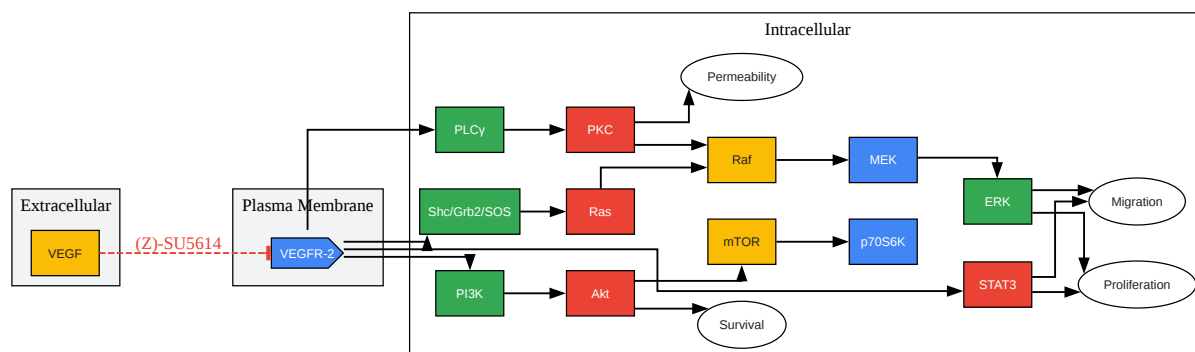 Intracellular
Permeability
PLCγ
PKC
Raf
MEK
Extracellular
Plasma Membrane
Shc/Grb2/SOS
Ras
ERK
Migration
(Z)-SU5614
VEGF
VEGFR-2
mTOR
p70S6K
PI3K
Akt
STAT3
Proliferation
Survival